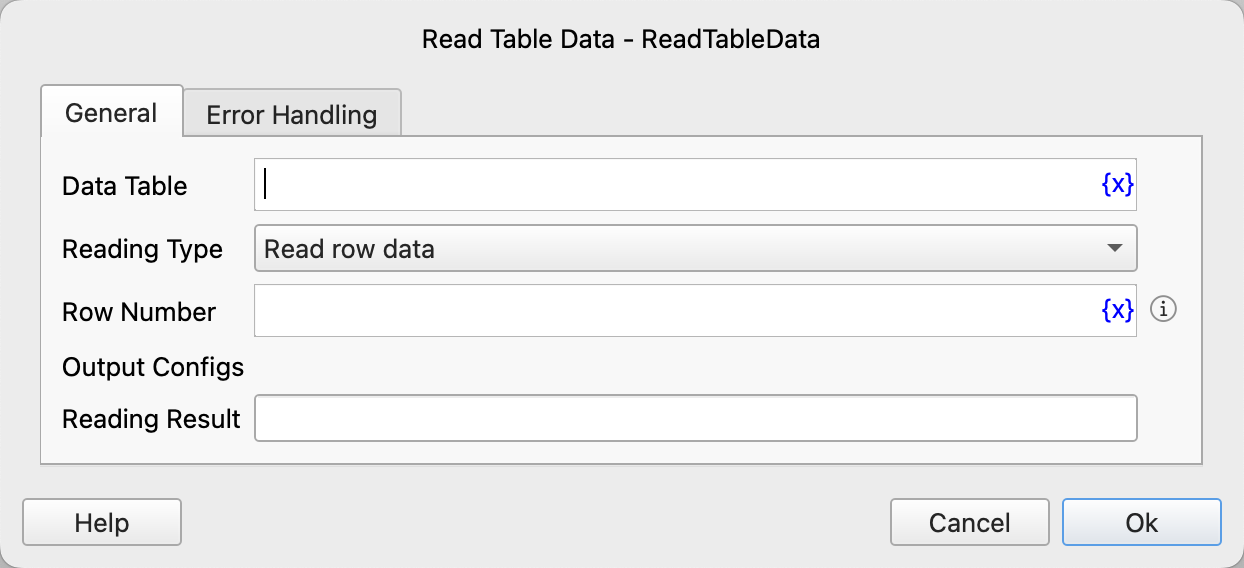 Read Table Data - ReadTableData
General
Error Handling
Data Table
{x}
Reading Type
Read row data
Row Number
{x}
Output Configs
Reading Result
Help
Cancel
Ok